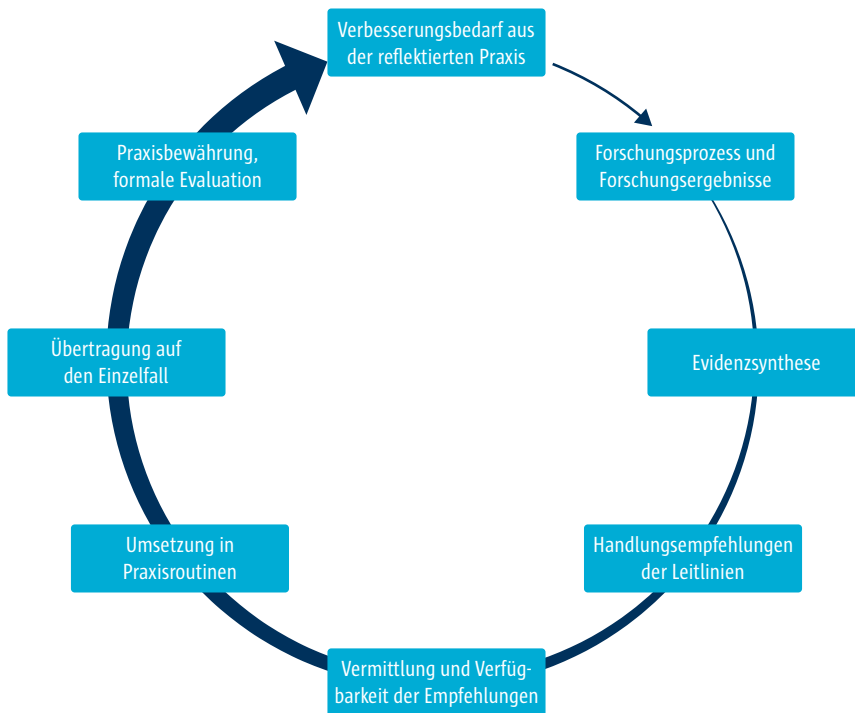 Verbesserungsbedarf aus
der reflektierten Praxis
Forschungsprozess und
Forschungsergebnisse
Evidenzsynthese
Handlungsempfehlungen
der Leitlinien
Vermittlung und Verfüg-
barkeit der Empfehlungen
Umsetzung in
Praxisroutinen
Übertragung auf
den Einzelfall
Praxisbewährung,
formale Evaluation